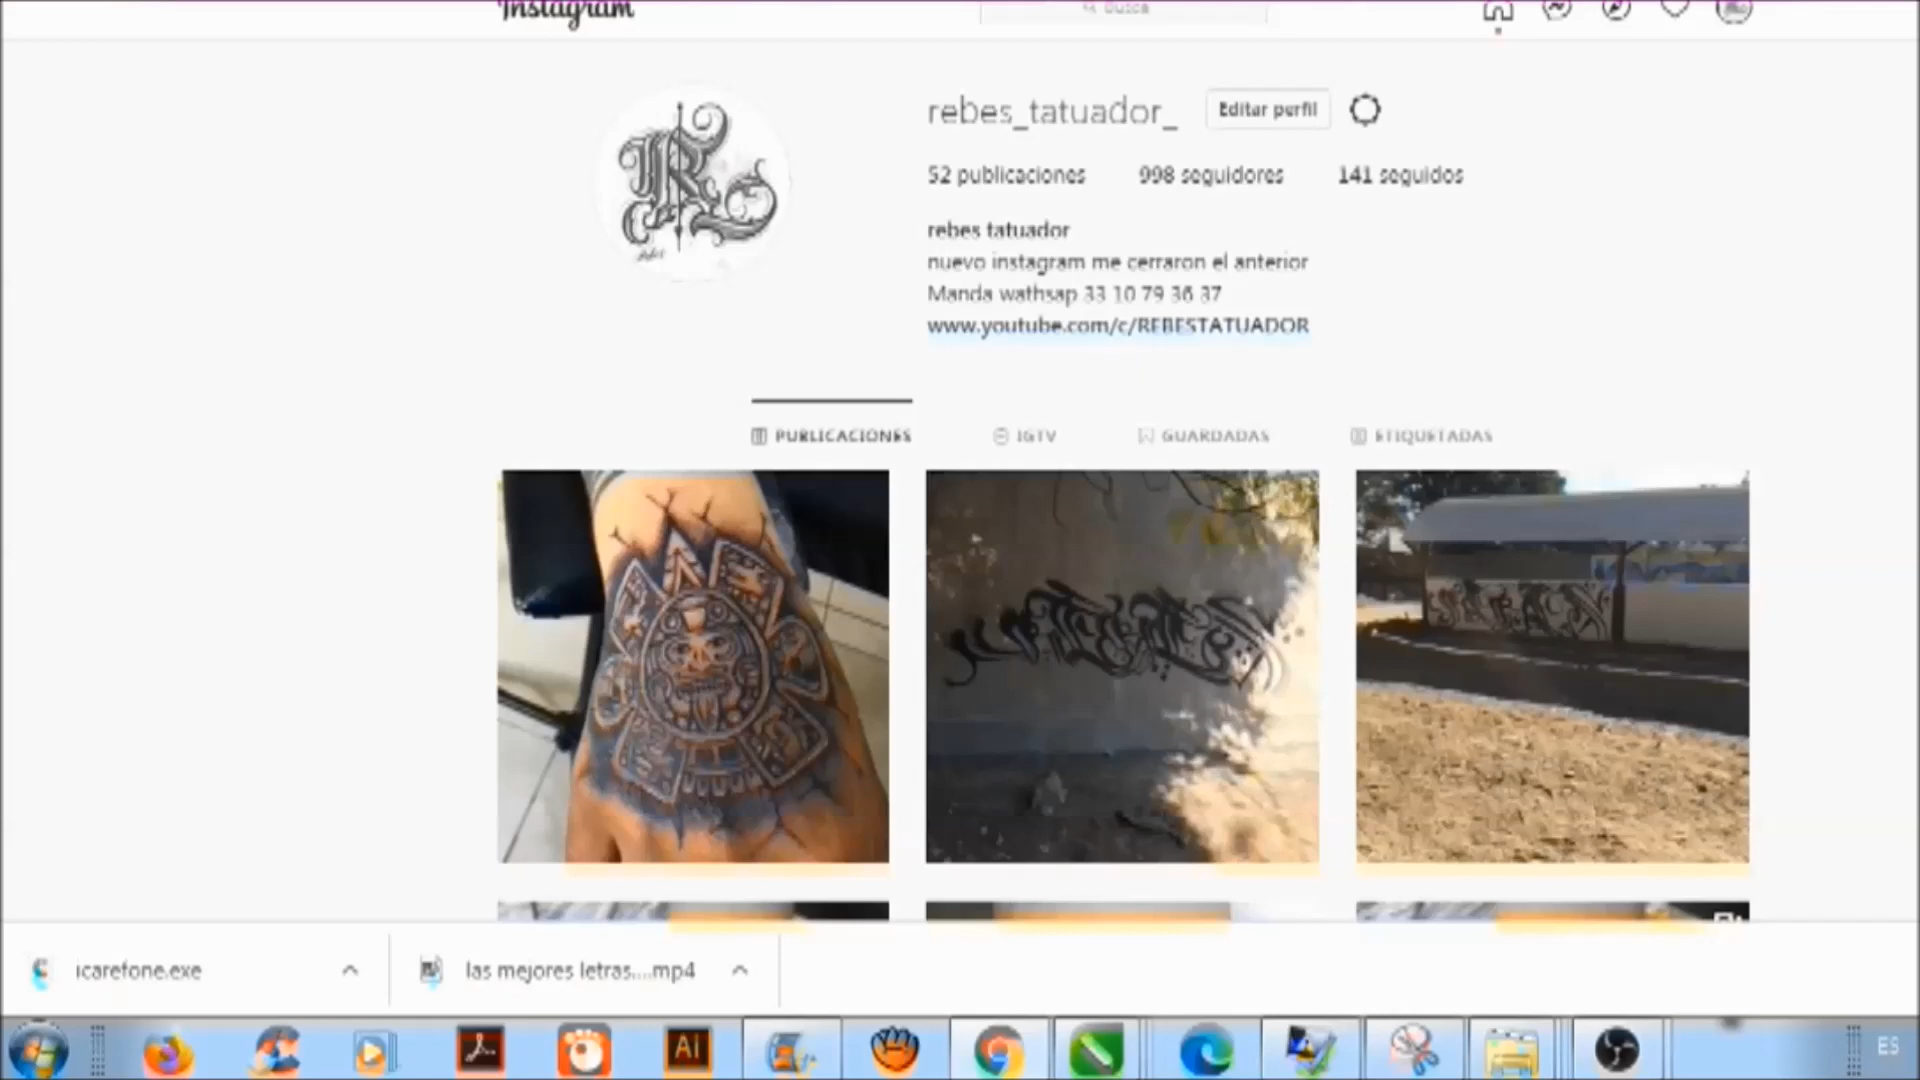 Instagram
Busca
rebes_tatuador_
Editar perfil
52 publicaciones
998 seguidores
141 seguidos
rebes tatuador
nuevo instagram me cerraron el anterior
Manda wathsap 33 10 79 36 37
www.youtube.com/c/REBESTATUADOR
PUBLICACIONES
IGTV
GUARDADAS
ETIQUETADAS
icarefone.exe
las mejores letras....mp4
Ai
ES